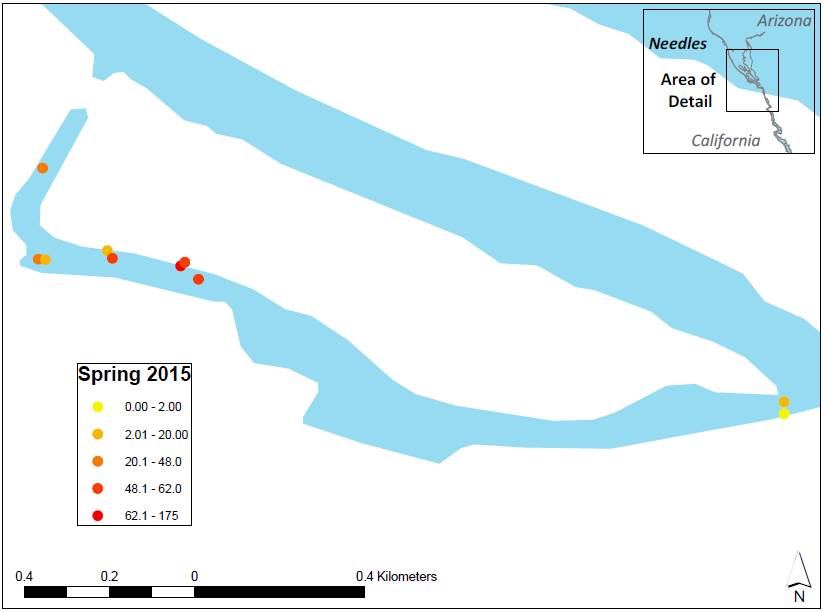 Arizona
Needles
Area of
Detail
California
Spring 2015
0.00 - 2.00
2.01 - 20.00
20.1 - 48.0
48.1 - 62.0
62.1 - 175
0.4 0.2 0 0.4 Kilometers
N